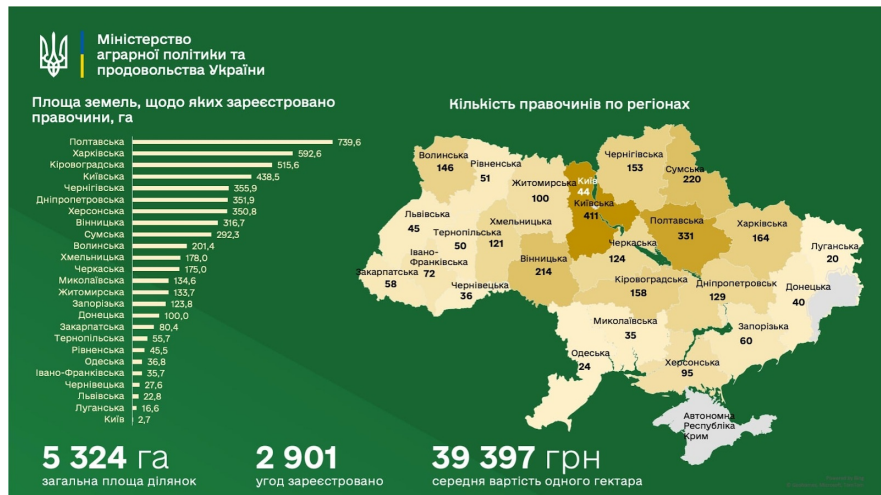 Міністерство
аграрної політики та
продовольства України
Площа земель, щодо яких зареєстровано
правочини, га
Полтавська 739,6
Харківська 592,6
Кіровоградська 515,6
Київська 438,5
Чернігівська 355,9
Дніпропетровська 351,9
Херсонська 350,8
Вінницька 316,7
Сумська 292,3
Волинська 201,4
Хмельницька 178,0
Черкаська 175,0
Миколаївська 134,6
Житомирська 133,7
Запорізька 123,8
Донецька 100,0
Закарпатська 80,4
Тернопільська 55,7
Рівненська 45,5
Одеська 36,8
Івано-Франківська 35,7
Чернівецька 27,6
Львівська 22,8
Луганська 16,6
Київ 2,7
Кількість правочинів по регіонах
Волинська
146
Рівненська
51
Житомирська
100
Київ
44
Київська
411
Чернігівська
153
Сумська
220
Львівська
45
Тернопільська
50
Хмельницька
121
Івано-
Франківська
72
Закарпатська
58
Чернівецька
36
Вінницька
214
Черкаська
124
Полтавська
331
Харківська
164
Луганська
20
Донецька
40
Кіровоградська
158
Дніпропетровськ
129
Миколаївська
35
Запорізька
60
Одеська
24
Херсонська
95
Автономна
Республіка
Крим
5 324 га
загальна площа ділянок
2 901
угод зареєстровано
39 397 грн
середня вартість одного гектара